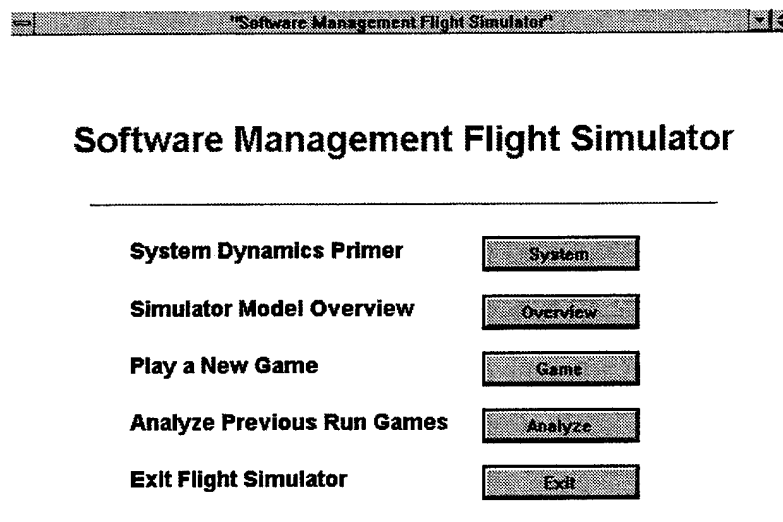 "Software Management Flight Simulator"
Software Management Flight Simulator
System Dynamics Primer System
Simulator Model Overview Overview
Play a New Game Game
Analyze Previous Run Games Analyze
Exit Flight Simulator Exit